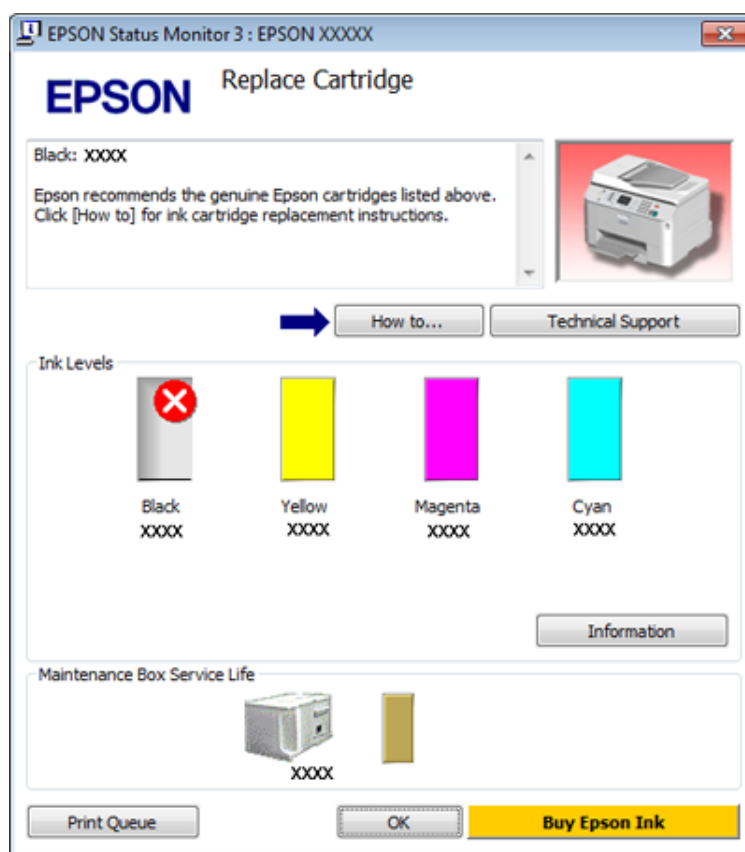 EPSON Status Monitor 3 : EPSON XXXXX
EPSON
Replace Cartridge
Black: XXXX
Epson recommends the genuine Epson cartridges listed above.
Click [How to] for ink cartridge replacement instructions.
How to...
Technical Support
Ink Levels
Black
Yellow
Magenta
Cyan
XXXX
XXXX
XXXX
XXXX
Information
Maintenance Box Service Life
XXXX
Print Queue
OK
Buy Epson Ink